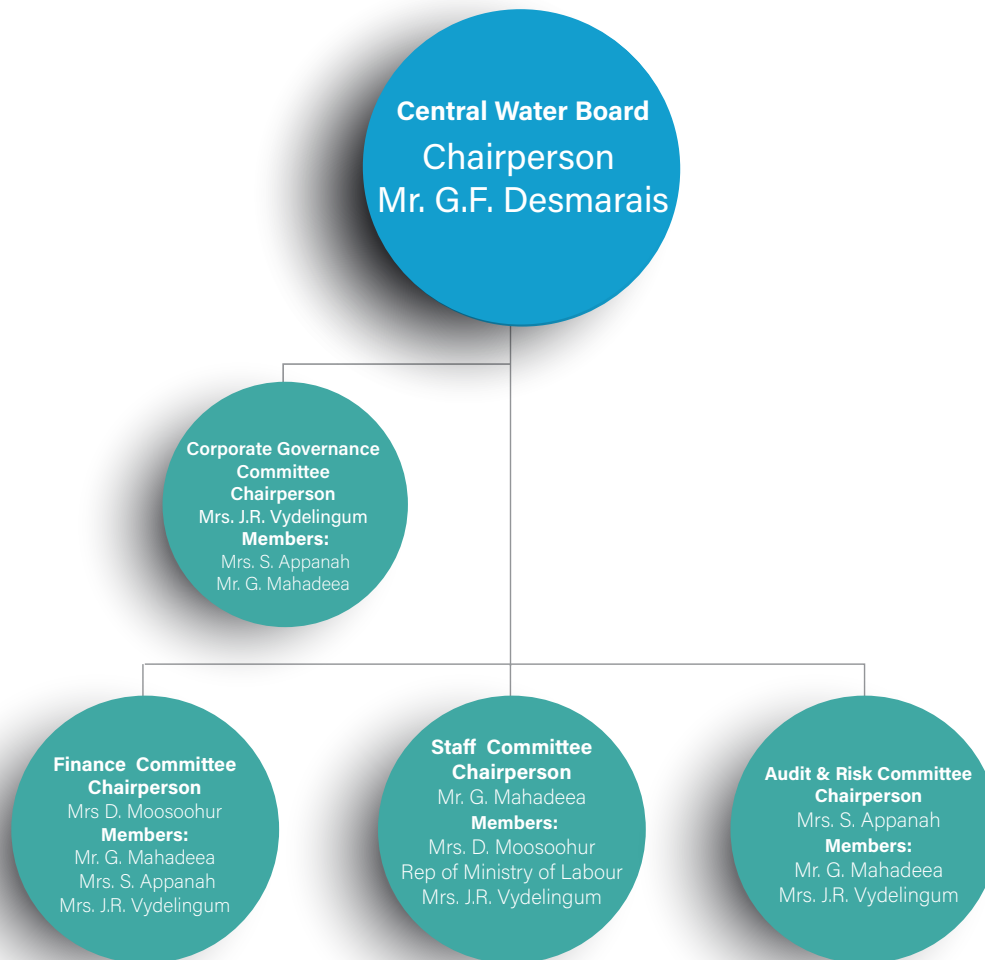 Central Water Board
Chairperson
Mr. G.F. Desmarais
Corporate Governance
Committee
Chairperson
Mrs. J.R. Vydelingum
Members:
Mrs. S. Appanah
Mr. G. Mahadeea
Finance Committee
Chairperson
Mrs D. Moosoohur
Members:
Mr. G. Mahadeea
Mrs. S. Appanah
Mrs. J.R. Vydelingum
Staff Committee
Chairperson
Mr. G. Mahadeea
Members:
Mrs. D. Moosoohur
Rep of Ministry of Labour
Mrs. J.R. Vydelingum
Audit & Risk Committee
Chairperson
Mrs. S. Appanah
Members:
Mr. G. Mahadeea
Mrs. J.R. Vydelingum